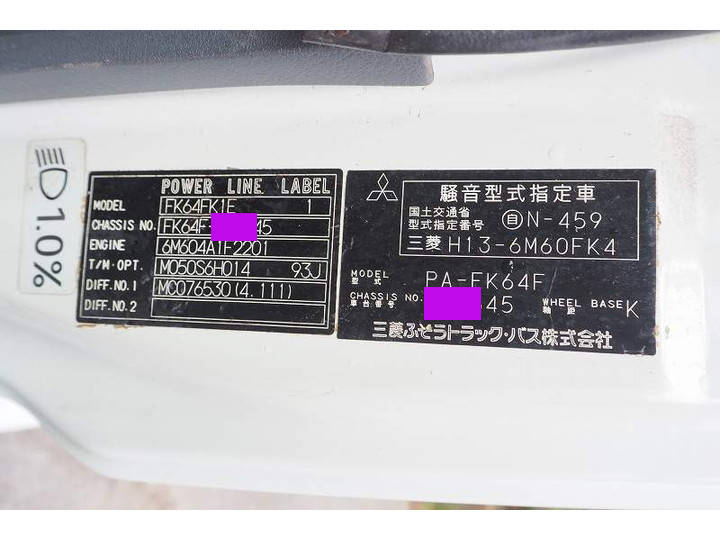 1.0%
POWER LINE LABEL
MODEL FK64FK1E 1
CHASSIS NO. FK64F- 45
ENGINE 6M604A1F2201
T/M・OPT. M050S6H014 93J
DIFF.NO.1 MC076530(4.111)
DIFF.NO.2
騒音型式指定車
国土交通省
型式指定番号 自N-459
三菱 H13-6M60FK4
MODEL 型式 PA-FK64F
CHASSIS NO. 車台番号 45 WHEEL BASE 軸距 K
三菱ふそうトラック・バス株式会社